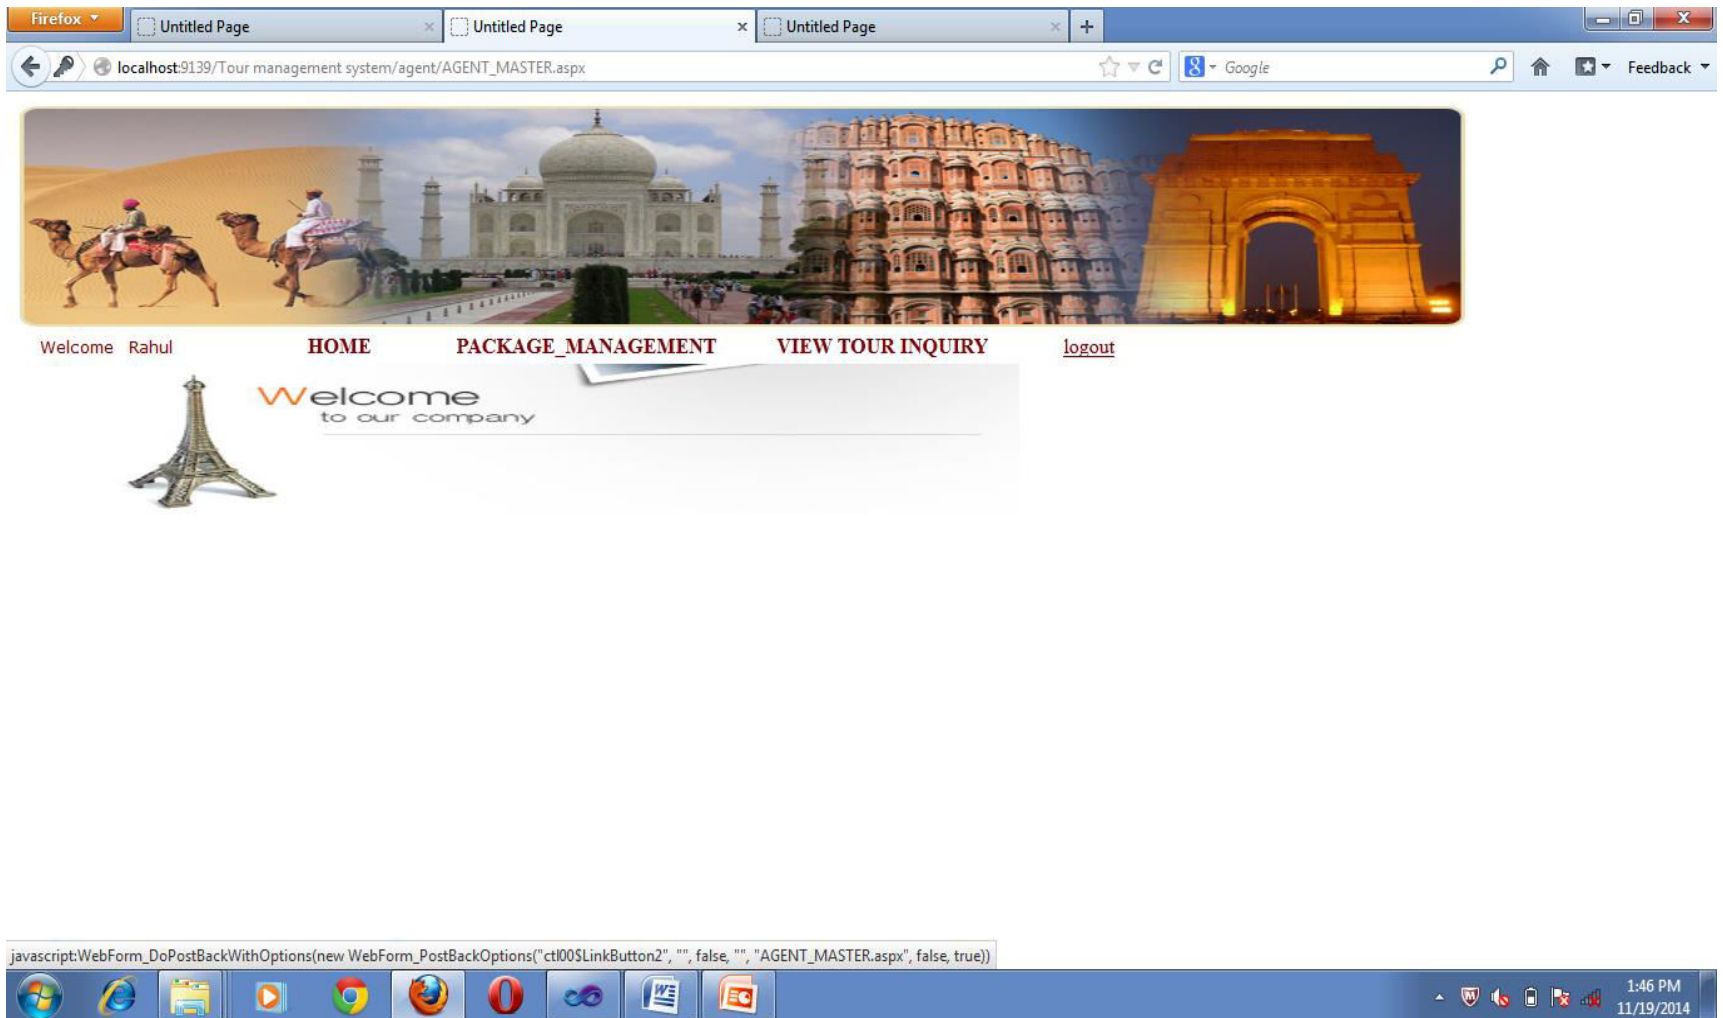 Firefox
Untitled Page
Untitled Page
Untitled Page
localhost:9139/Tour management system/agent/AGENT_MASTER.aspx
Google
Feedback
Welcome Rahul
HOME
PACKAGE_MANAGEMENT
VIEW TOUR INQUIRY
logout
Welcome
to our company
javascript:WebForm_DoPostBackWithOptions(new WebForm_PostBackOptions("ctl00$LinkButton2", "", false, "", "AGENT_MASTER.aspx", false, true))
1:46 PM
11/19/2014